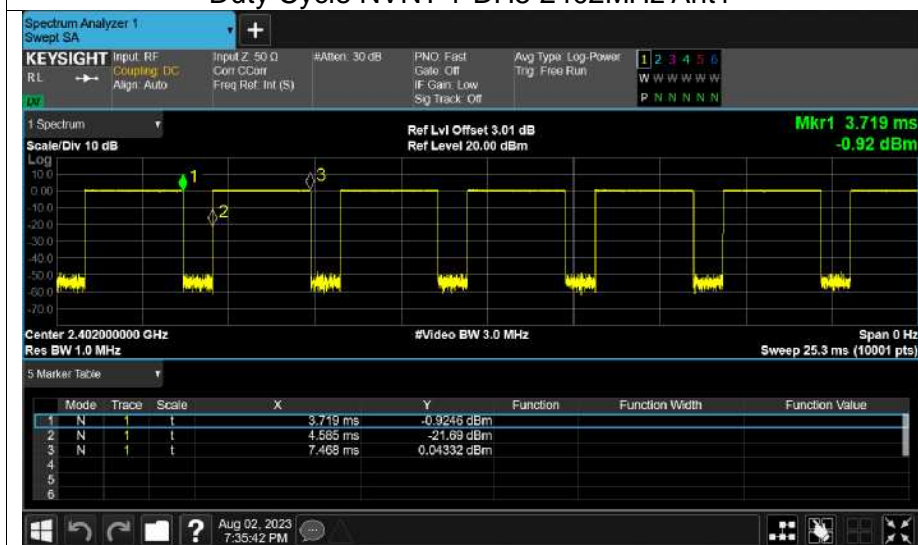 Duty Cycle NVNT 1-DH5 2402MHz Ant1
Spectrum Analyzer 1
Swept SA
+
KEYSIGHT
RL
Input: RF
Coupling: DC
Align: Auto
Input Z: 50 Ω
Corr CCorr
Freq Ref: Int (S)
#Atten: 30 dB
PNO: Fast
Gate: Off
IF Gain: Low
Sig Track: Off
Avg Type: Log-Power
Trig: Free Run
1 2 3 4 5 6
W W W W W W
P N N N N N
1 Spectrum
Scale/Div 10 dB
Ref Lvl Offset 3.01 dB
Ref Level 20.00 dBm
Mkr1 3.719 ms
-0.92 dBm
Log
10.0
0.00
-10.0
-20.0
-30.0
-40.0
-50.0
-60.0
-70.0
1
2
3
Center 2.402000000 GHz
Res BW 1.0 MHz
#Video BW 3.0 MHz
Span 0 Hz
Sweep 25.3 ms (10001 pts)
5 Marker Table
Mode Trace Scale X Y Function Function Width Function Value
1 N 1 t 3.719 ms -0.9246 dBm
2 N 1 t 4.585 ms -21.69 dBm
3 N 1 t 7.468 ms 0.04332 dBm
4
5
6
?
Aug 02, 2023
7:35:42 PM